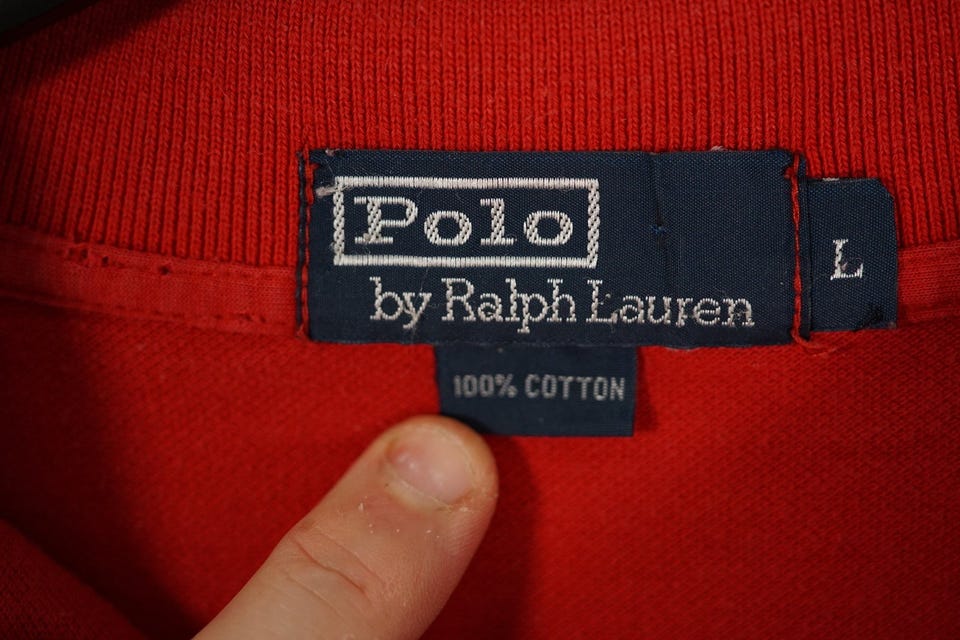 Polo
by Ralph Lauren
L
100% COTTON